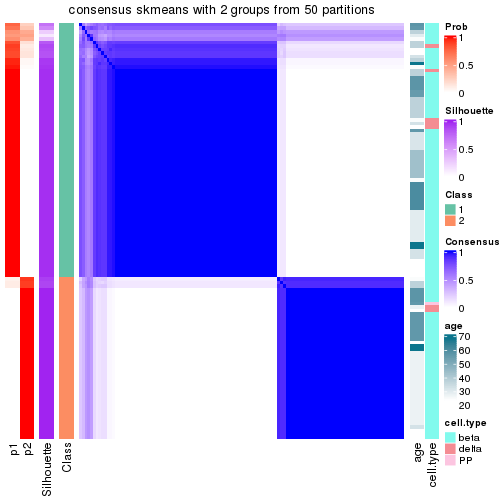 consensus skmeans with 2 groups from 50 partitions
Prob
1
0.5
0
Silhouette
1
0.5
0
Class
1
2
Consensus
1
0.5
0
age
70
60
50
40
30
20
cell.type
beta
delta
PP
p1
p2
Silhouette
Class
age
cell.type